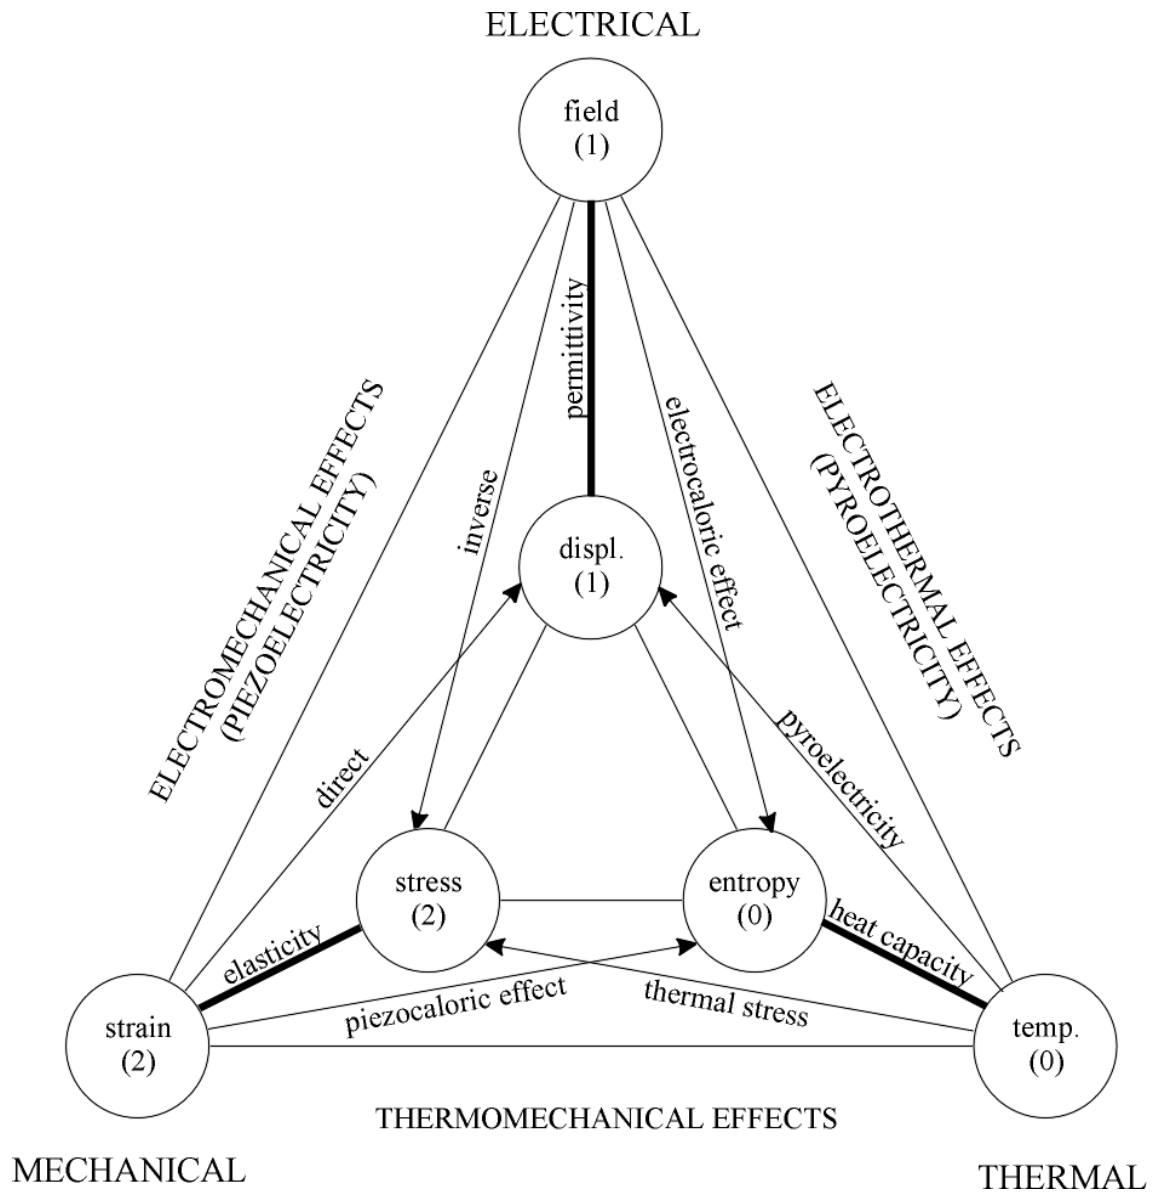 ELECTRICAL
field
(1)
permittivity
ELECTROMECHANICAL EFFECTS
(PIEZOELECTRICITY)
ELECTROTHERMAL EFFECTS
(PYROELECTRICITY)
inverse
electrocaloric effect
displ.
(1)
direct
pyroelectricity
stress
(2)
entropy
(0)
elasticity
heat capacity
piezocaloric effect
thermal stress
strain
(2)
temp.
(0)
THERMOMECHANICAL EFFECTS
MECHANICAL
THERMAL